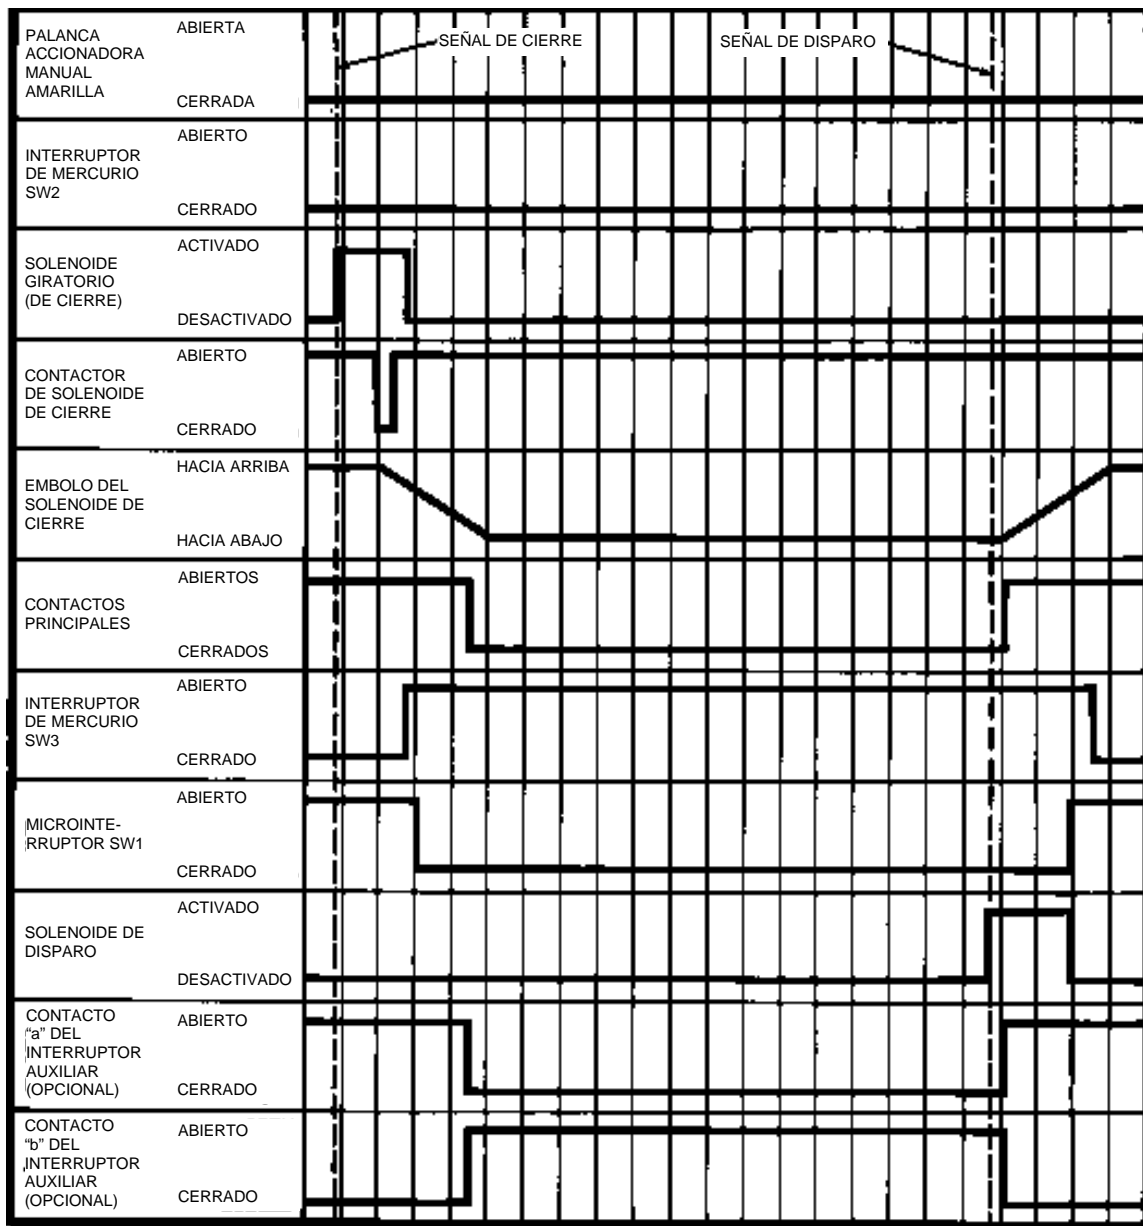 PALANCA
ACCIONADORA
MANUAL
AMARILLA
ABIERTA
CERRADA
SEÑAL DE CIERRE
SEÑAL DE DISPARO
INTERRUPTOR
DE MERCURIO
SW2
ABIERTO
CERRADO
SOLENOIDE
GIRATORIO
(DE CIERRE)
ACTIVADO
DESACTIVADO
CONTACTOR
DE SOLENOIDE
DE CIERRE
ABIERTO
CERRADO
EMBOLO DEL
SOLENOIDE DE
CIERRE
HACIA ARRIBA
HACIA ABAJO
CONTACTOS
PRINCIPALES
ABIERTOS
CERRADOS
INTERRUPTOR
DE MERCURIO
SW3
ABIERTO
CERRADO
MICROINTE-
RRUPTOR SW1
ABIERTO
CERRADO
SOLENOIDE DE
DISPARO
ACTIVADO
DESACTIVADO
CONTACTO
“a” DEL
INTERRUPTOR
AUXILIAR
(OPCIONAL)
ABIERTO
CERRADO
CONTACTO
“b” DEL
INTERRUPTOR
AUXILIAR
(OPCIONAL)
ABIERTO
CERRADO